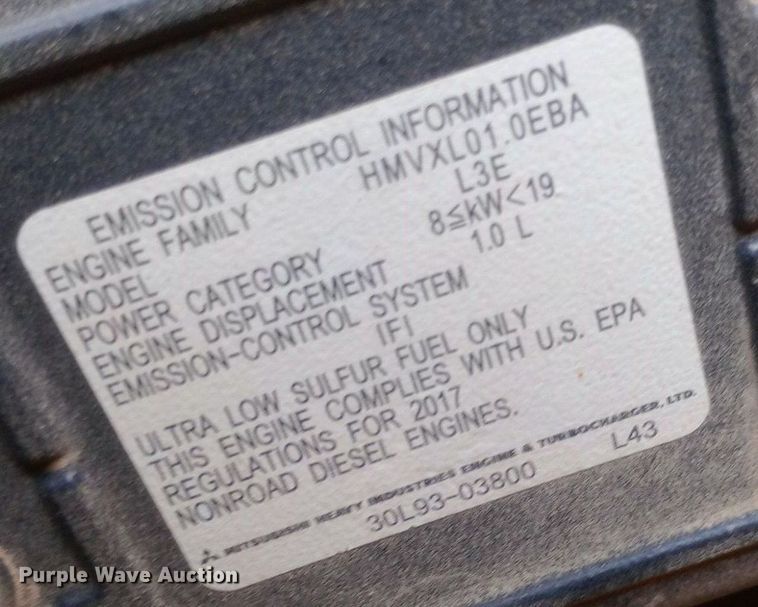 EMISSION CONTROL INFORMATION
ENGINE FAMILY HMVXL01.0EBA
MODEL L3E
POWER CATEGORY 8≦kW<19
ENGINE DISPLACEMENT 1.0 L
EMISSION-CONTROL SYSTEM
IFI
ULTRA LOW SULFUR FUEL ONLY
THIS ENGINE COMPLIES WITH U.S. EPA
REGULATIONS FOR 2017
NONROAD DIESEL ENGINES.
MITSUBISHI HEAVY INDUSTRIES ENGINE & TURBOCHARGER, LTD.
30L93-03800 L43
Purple Wave Auction